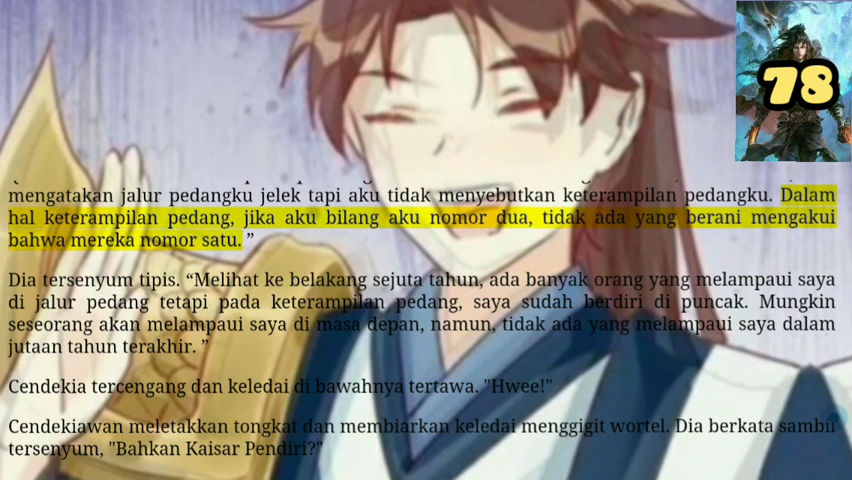 78
mengatakan jalur pedangku jelek tapi aku tidak menyebutkan keterampilan pedangku. Dalam
hal keterampilan pedang, jika aku bilang aku nomor dua, tidak ada yang berani mengakui
bahwa mereka nomor satu. ”
Dia tersenyum tipis. “Melihat ke belakang sejuta tahun, ada banyak orang yang melampaui saya
di jalur pedang tetapi pada keterampilan pedang, saya sudah berdiri di puncak. Mungkin
seseorang akan melampaui saya di masa depan, namun, tidak ada yang melampaui saya dalam
jutaan tahun terakhir. ”
Cendekia tercengang dan keledai di bawahnya tertawa. "Hwee!"
Cendekiawan meletakkan tongkat dan membiarkan keledai menggigit wortel. Dia berkata sambil
tersenyum, "Bahkan Kaisar Pendiri?"